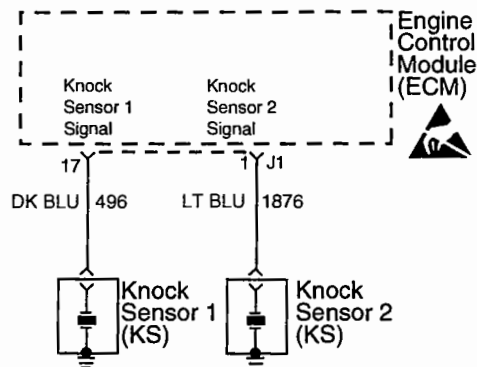 Engine
Control
Module
(ECM)
Knock
Sensor 1
Signal
Knock
Sensor 2
Signal
17
1
J1
DK BLU
496
LT BLU
1876
Knock
Sensor 1
(KS)
Knock
Sensor 2
(KS)